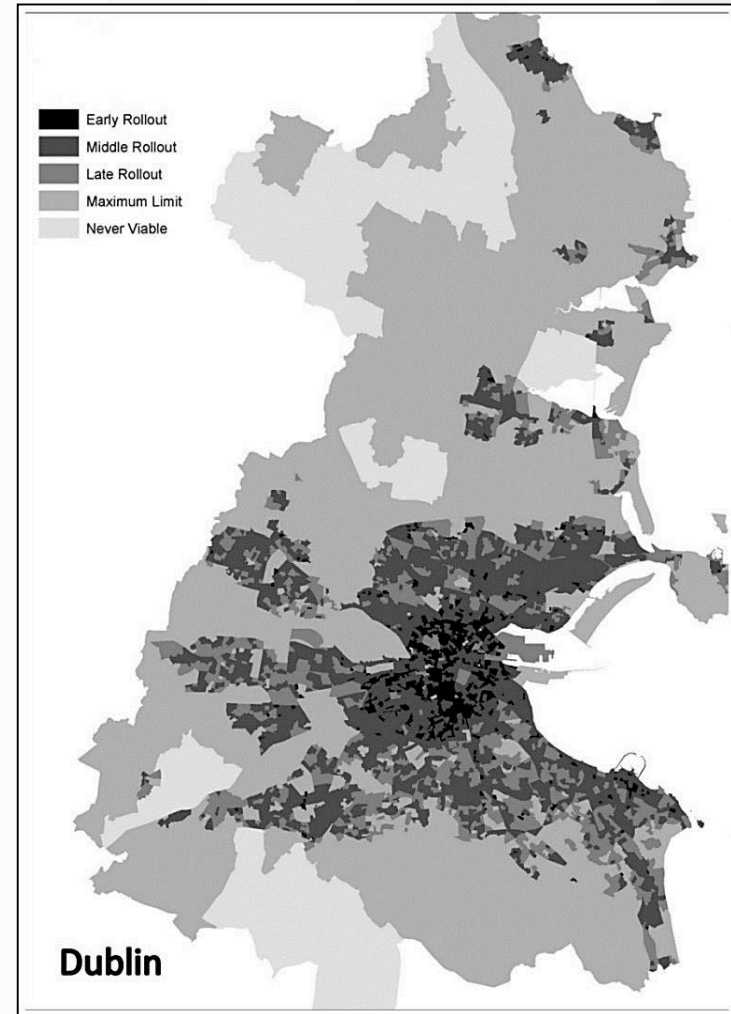 Early Rollout
Middle Rollout
Late Rollout
Maximum Limit
Never Viable
Dublin